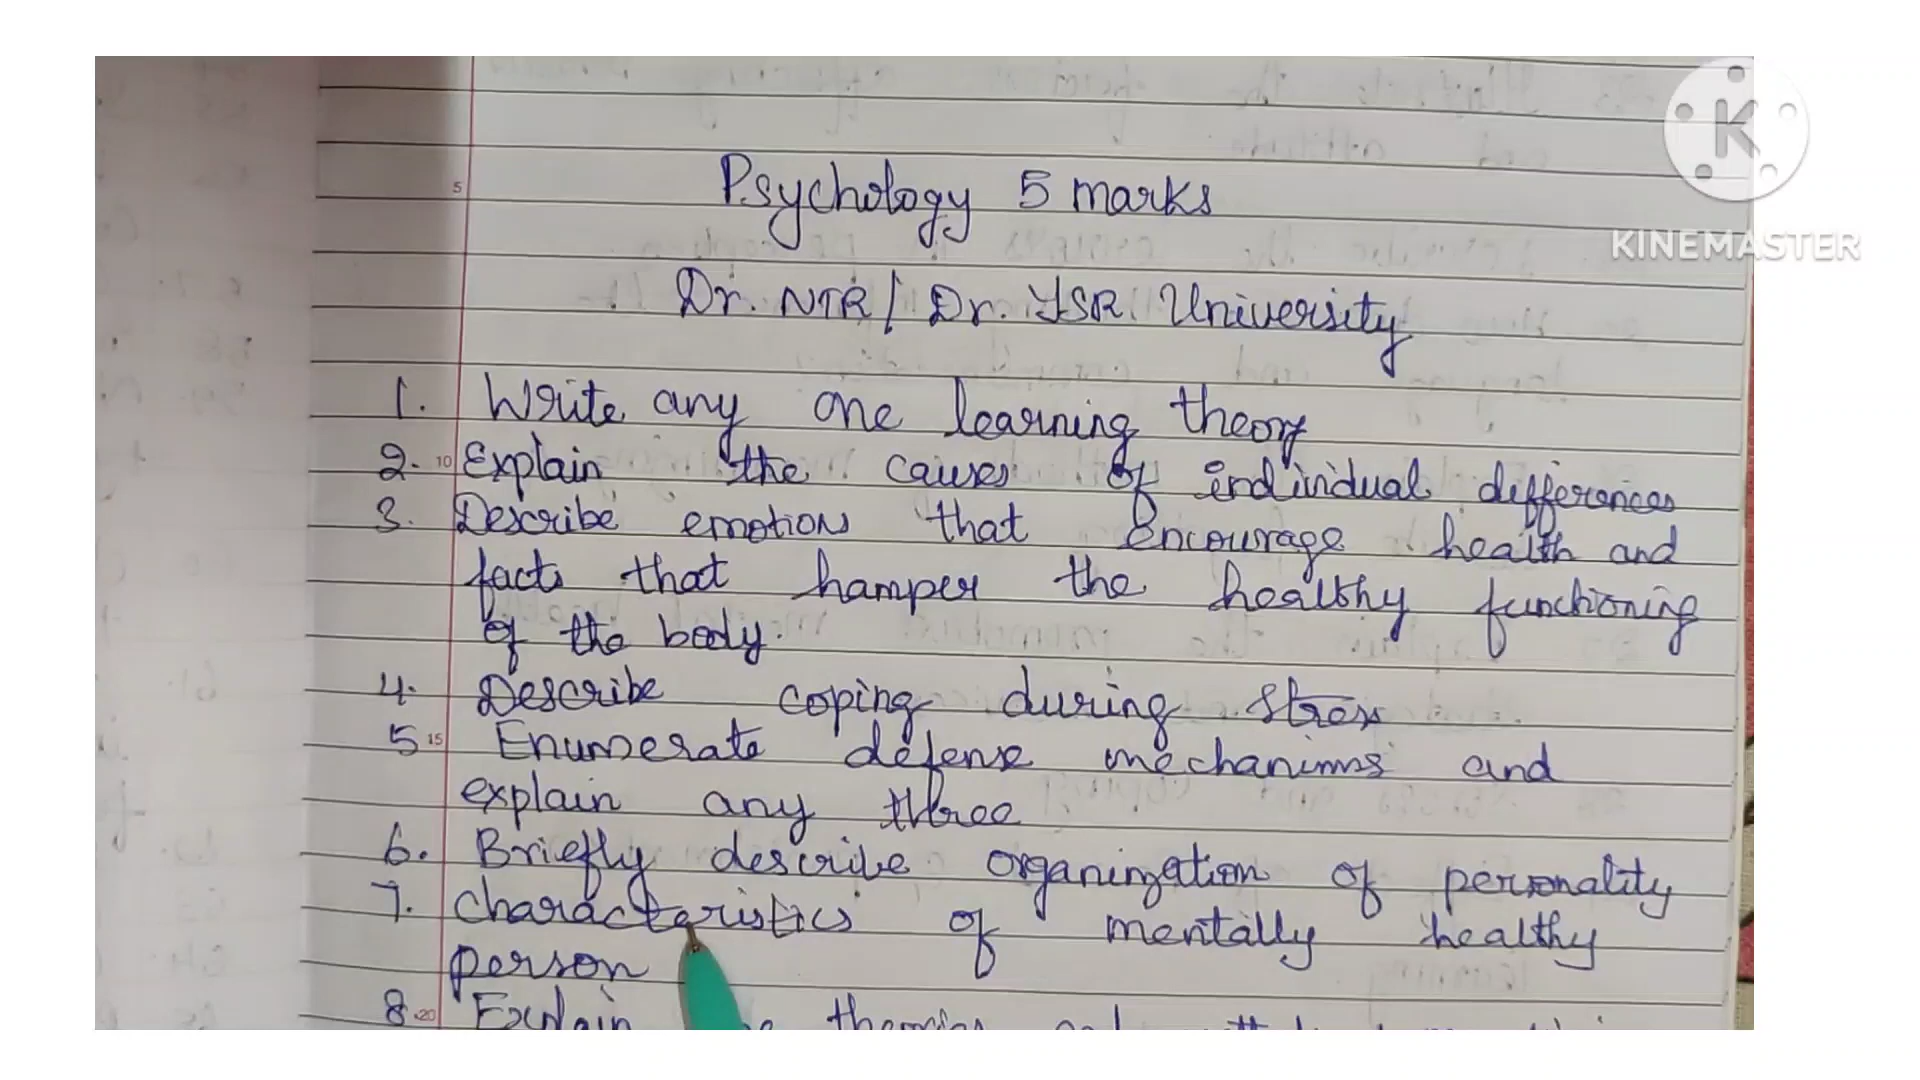 K
KINEMASTER
Psychology 5 marks
Dr. NTR / Dr. YSR University
1. Write any one learning theory
2. Explain the causes of individual differences
3. Describe emotion that encourage health and
facts that hamper the healthy functioning
of the body.
4. Describe coping during stress
5 Enumerate defense mechanims and
explain any three
6. Briefly describe organization of personality
7. characteristics of mentally healthy
person
8. Explain